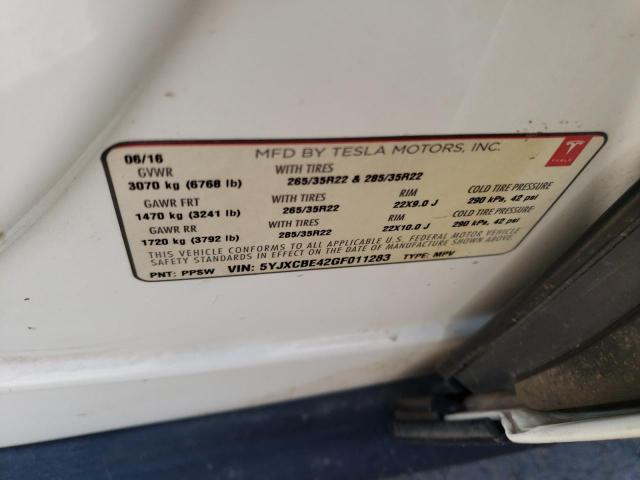 06/16 MFD BY TESLA MOTORS, INC. TESLA
GVWR WITH TIRES
3070 kg (6768 lb) 265/35R22 & 285/35R22
GAWR FRT WITH TIRES RIM COLD TIRE PRESSURE
1470 kg (3241 lb) 265/35R22 22X9.0 J 290 kPa, 42 psi
GAWR RR WITH TIRES RIM COLD TIRE PRESSURE
1720 kg (3792 lb) 285/35R22 22X10.0 J 290 kPa, 42 psi
THIS VEHICLE CONFORMS TO ALL APPLICABLE U.S. FEDERAL MOTOR VEHICLE
SAFETY STANDARDS IN EFFECT ON THE DATE OF MANUFACTURE SHOWN ABOVE.
PNT: PPSW VIN: 5YJXCBE42GF011283 TYPE: MPV